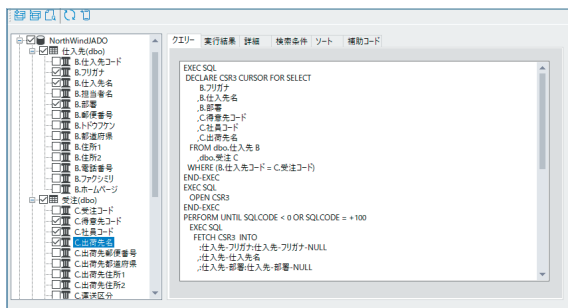 NorthWindJADO
仕入先(dbo)
B.仕入先コード
B.フリガナ
B.仕入先名
B.担当者名
B.部署
B.郵便番号
B.トドウフケン
B.都道府県
B.住所1
B.住所2
B.電話番号
B.ファクシミリ
B.ホームページ
受注(dbo)
C.受注コード
C.得意先コード
C.社員コード
C.出荷先名
C.出荷先郵便番号
C.出荷先都道府県
C.出荷先住所1
C.出荷先住所2
C.運送区分
クエリー 実行結果 詳細 検索条件 ソート 補助コード
EXEC SQL
DECLARE CSR3 CURSOR FOR SELECT
B.フリガナ
,B.仕入先名
,B.部署
,C.得意先コード
,C.社員コード
,C.出荷先名
FROM dbo.仕入先 B
,dbo.受注 C
WHERE (B.仕入先コード = C.受注コード)
END-EXEC
EXEC SQL
OPEN CSR3
END-EXEC
PERFORM UNTIL SQLCODE < 0 OR SQLCODE = +100
EXEC SQL
FETCH CSR3 INTO
:仕入先-フリガナ:仕入先-フリガナ-NULL
,:仕入先-仕入先名
,:仕入先-部署:仕入先-部署-NULL